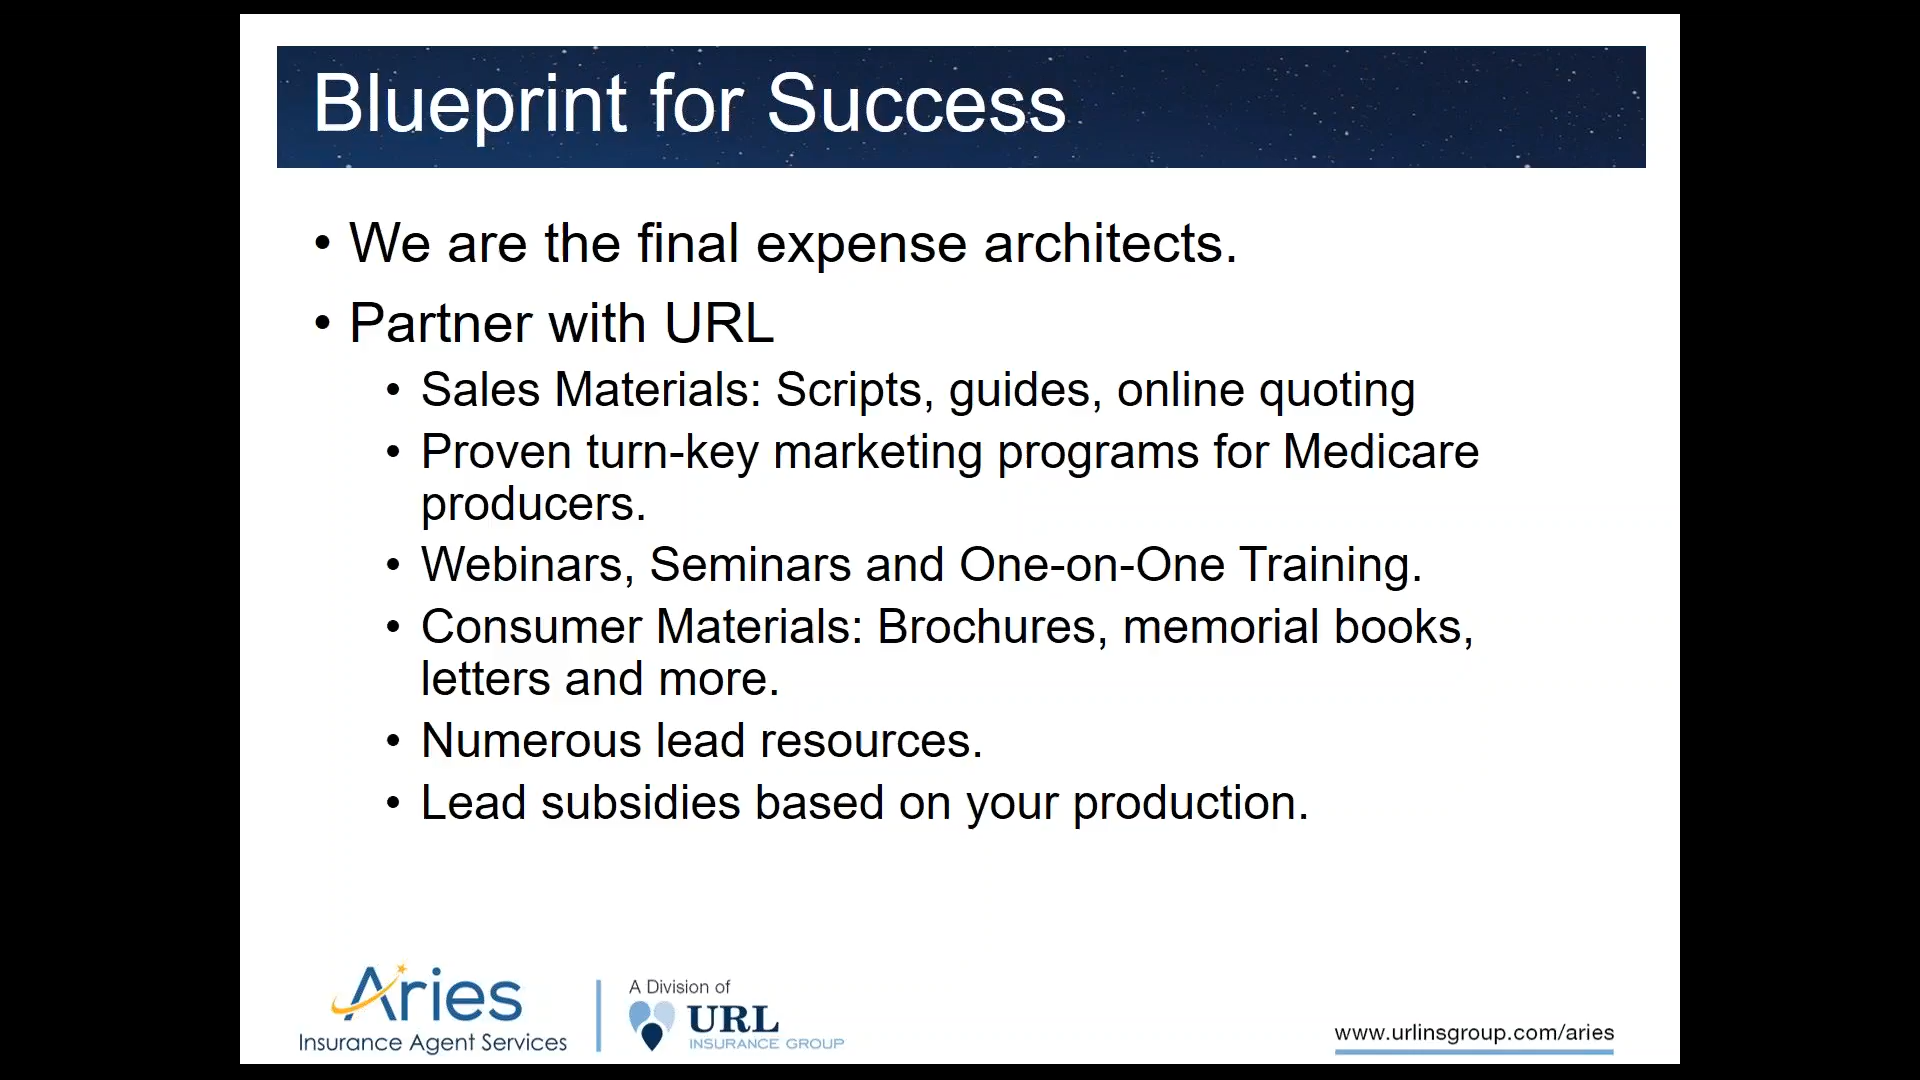 Blueprint for Success
• We are the final expense architects.
• Partner with URL
• Sales Materials: Scripts, guides, online quoting
• Proven turn-key marketing programs for Medicare
producers.
• Webinars, Seminars and One-on-One Training.
• Consumer Materials: Brochures, memorial books,
letters and more.
• Numerous lead resources.
• Lead subsidies based on your production.
Aries
Insurance Agent Services
A Division of
URL
INSURANCE GROUP
www.urlinsgroup.com/aries